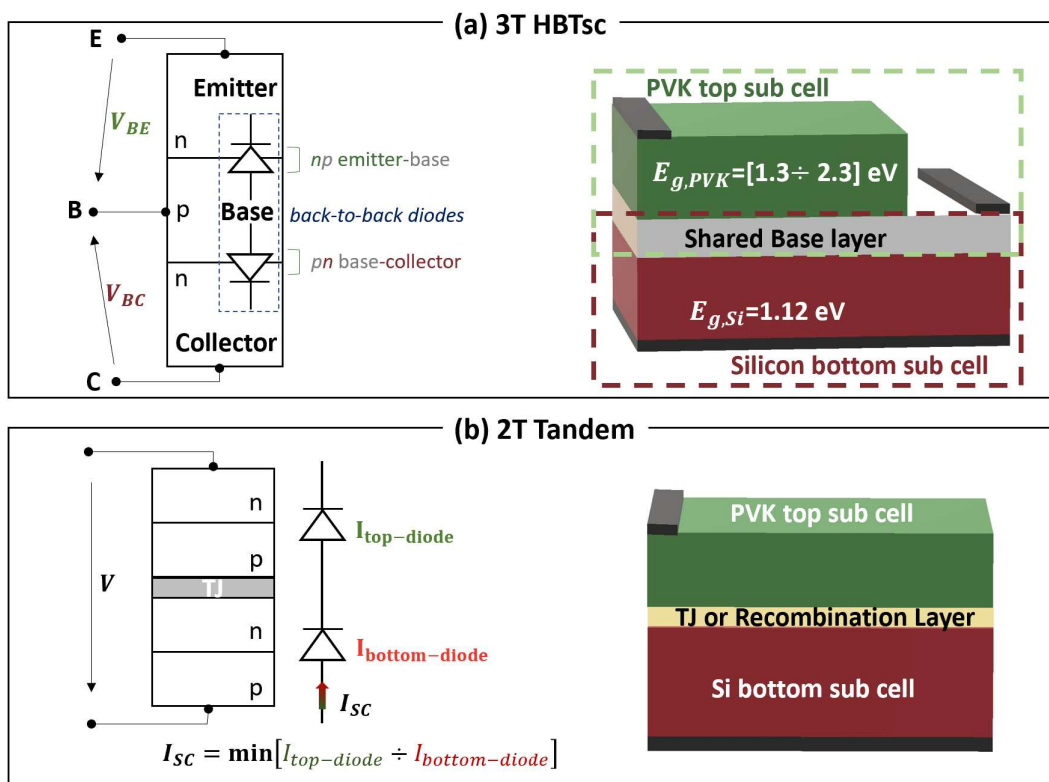 (a) 3T HBTsc
E
Emitter
V_BE
n
np emitter-base
B
p
Base
back-to-back diodes
n
pn base-collector
V_BC
Collector
C
PVK top sub cell
E_g,PVK=[1.3÷ 2.3] eV
Shared Base layer
E_g,Si=1.12 eV
Silicon bottom sub cell
(b) 2T Tandem
n
p
V
TJ
n
p
I_top−diode
I_bottom−diode
I_SC
I_SC = min[I_top−diode ÷ I_bottom−diode]
PVK top sub cell
TJ or Recombination Layer
Si bottom sub cell